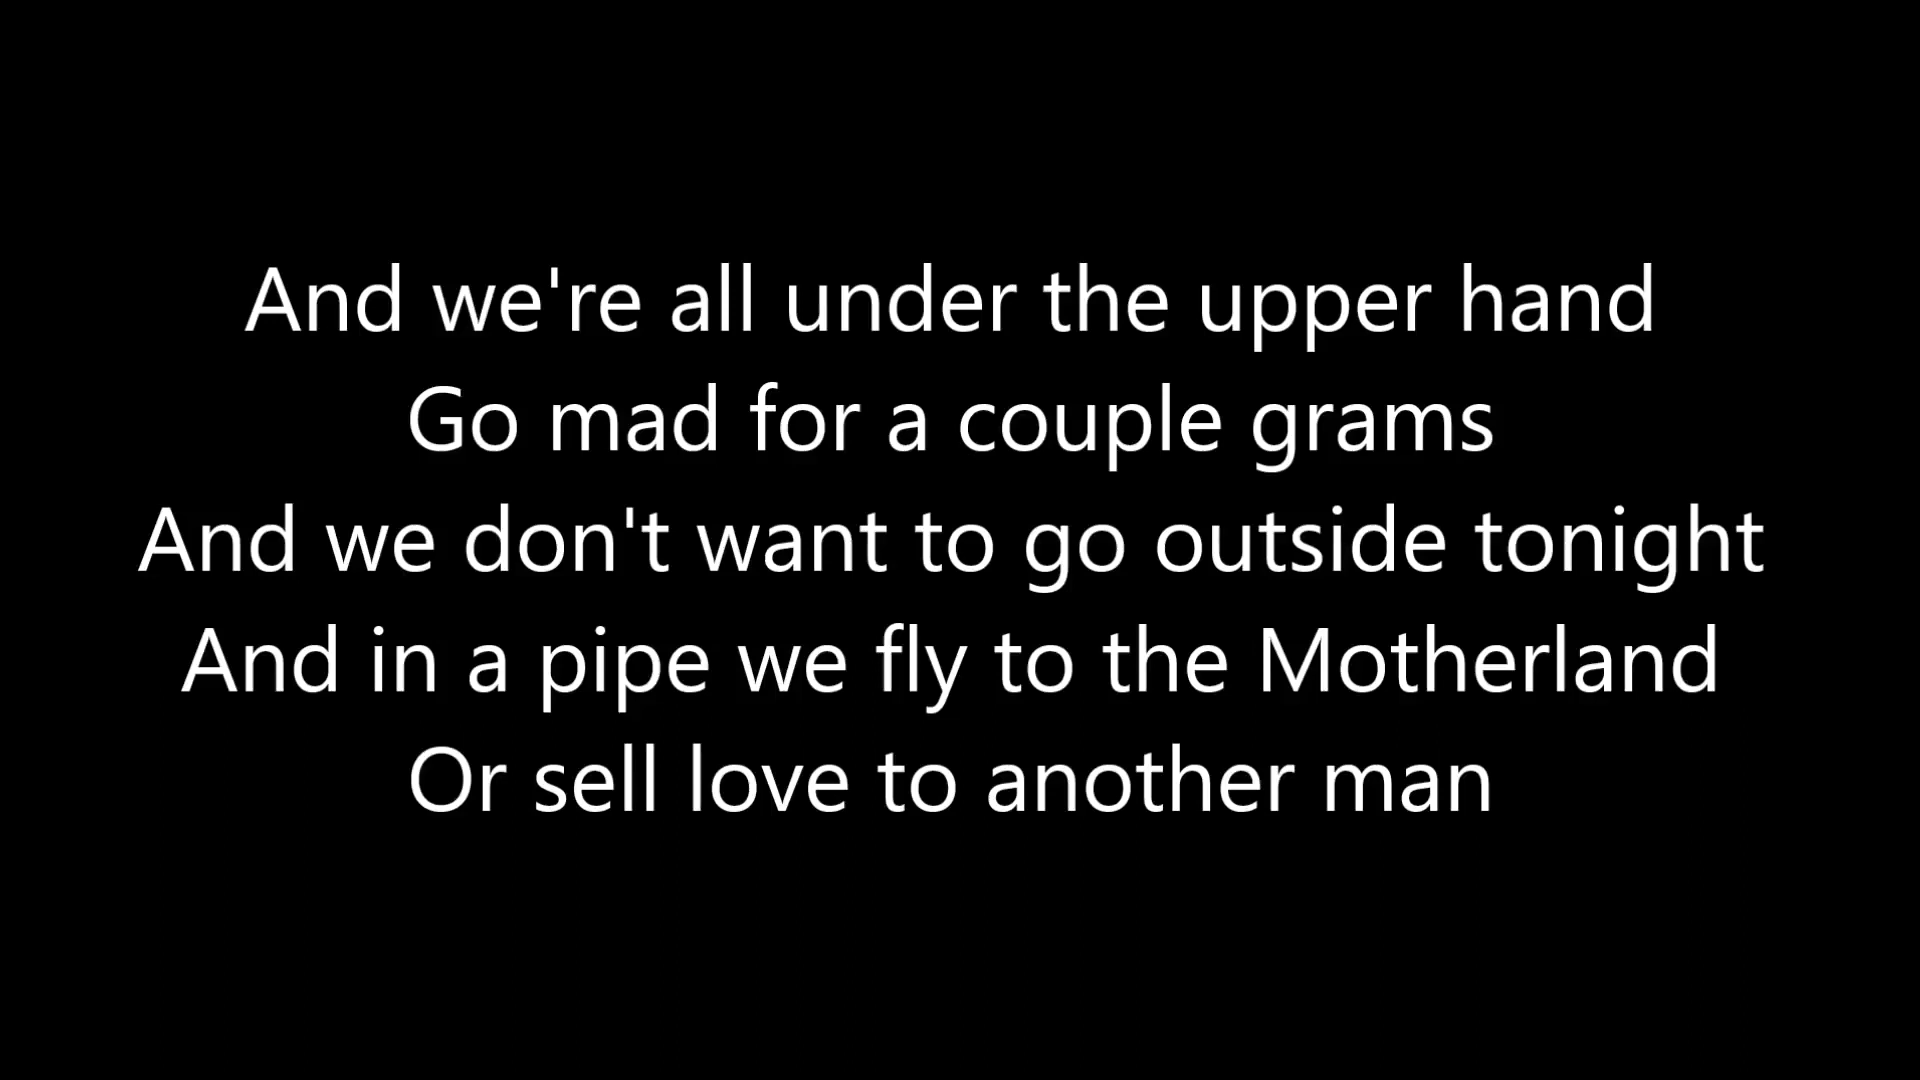 And we're all under the upper hand
Go mad for a couple grams
And we don't want to go outside tonight
And in a pipe we fly to the Motherland
Or sell love to another man